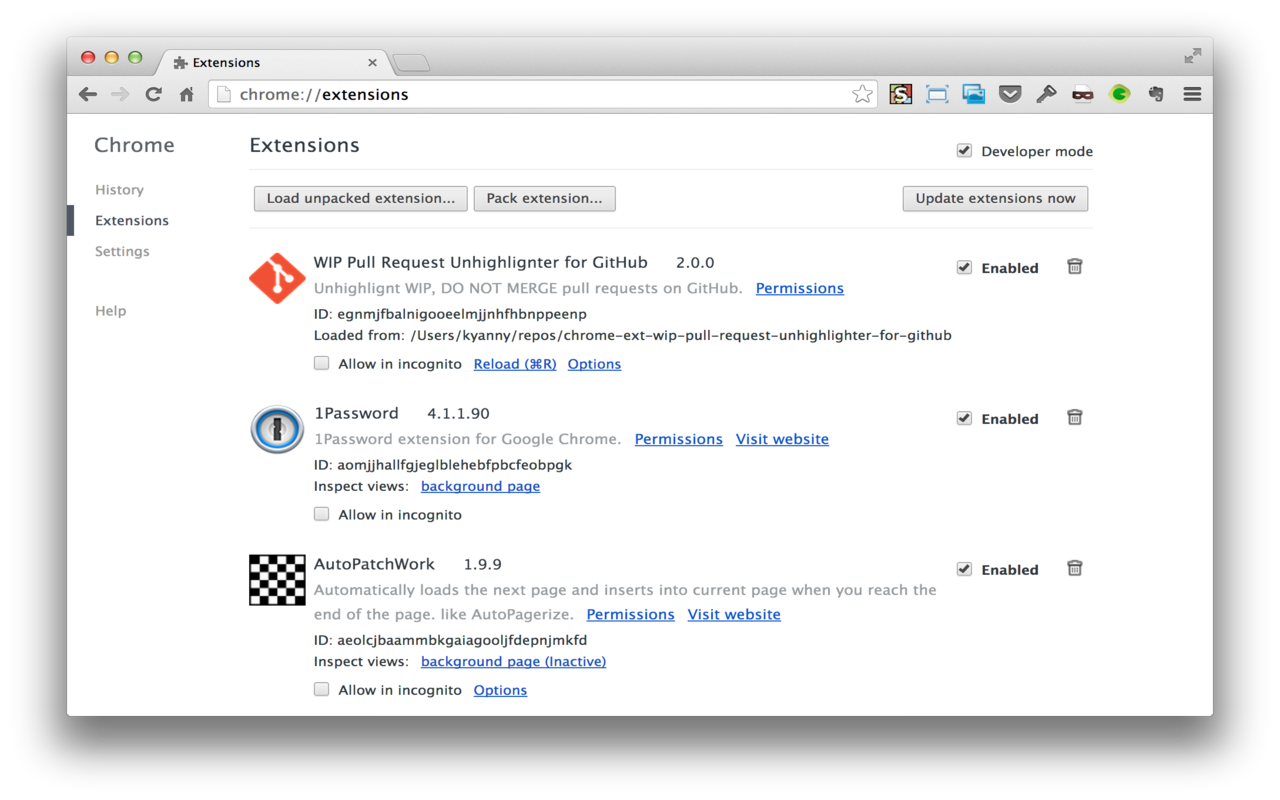 Extensions
chrome://extensions
Chrome
History
Extensions
Settings
Help
Extensions
Developer mode
Load unpacked extension...
Pack extension...
Update extensions now
WIP Pull Request Unhighlignter for GitHub 2.0.0
Enabled
Unhighlignt WIP, DO NOT MERGE pull requests on GitHub. Permissions
ID: egnmjfbalnigooeelmjjnhfhbnppeenp
Loaded from: /Users/kyanny/repos/chrome-ext-wip-pull-request-unhighlighter-for-github
Allow in incognito Reload (⌘R) Options
1Password 4.1.1.90
Enabled
1Password extension for Google Chrome. Permissions Visit website
ID: aomjjhallfgjeglblehebfpbcfeobpgk
Inspect views: background page
Allow in incognito
AutoPatchWork 1.9.9
Enabled
Automatically loads the next page and inserts into current page when you reach the
end of the page. like AutoPagerize. Permissions Visit website
ID: aeolcjbaammbkgaiagooljfdepnjmkfd
Inspect views: background page (Inactive)
Allow in incognito Options